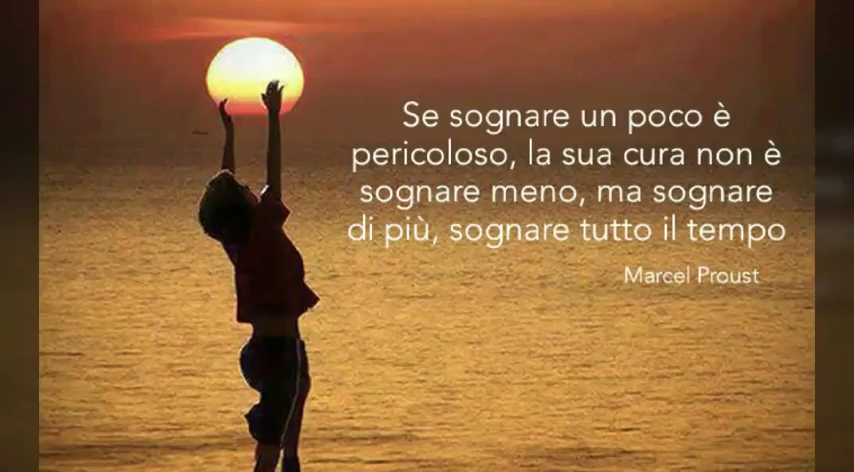 Se sognare un poco è
pericoloso, la sua cura non è
sognare meno, ma sognare
di più, sognare tutto il tempo
Marcel Proust